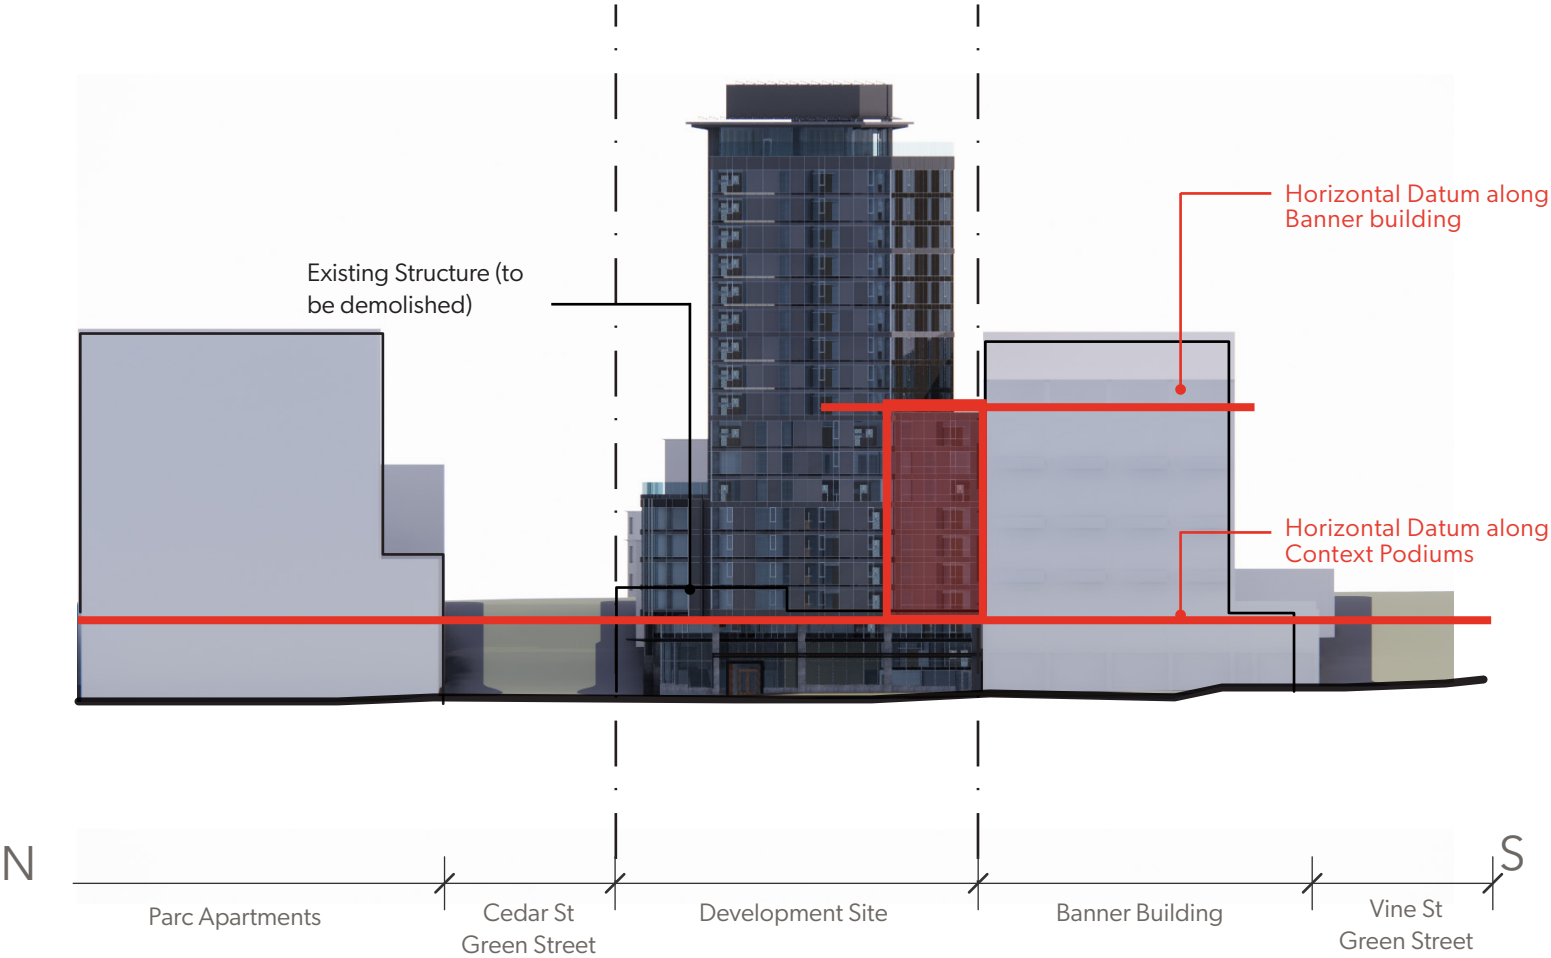 Horizontal Datum along
Banner building
Existing Structure (to
be demolished)
Horizontal Datum along
Context Podiums
N
S
Parc Apartments
Cedar St
Green Street
Development Site
Banner Building
Vine St
Green Street